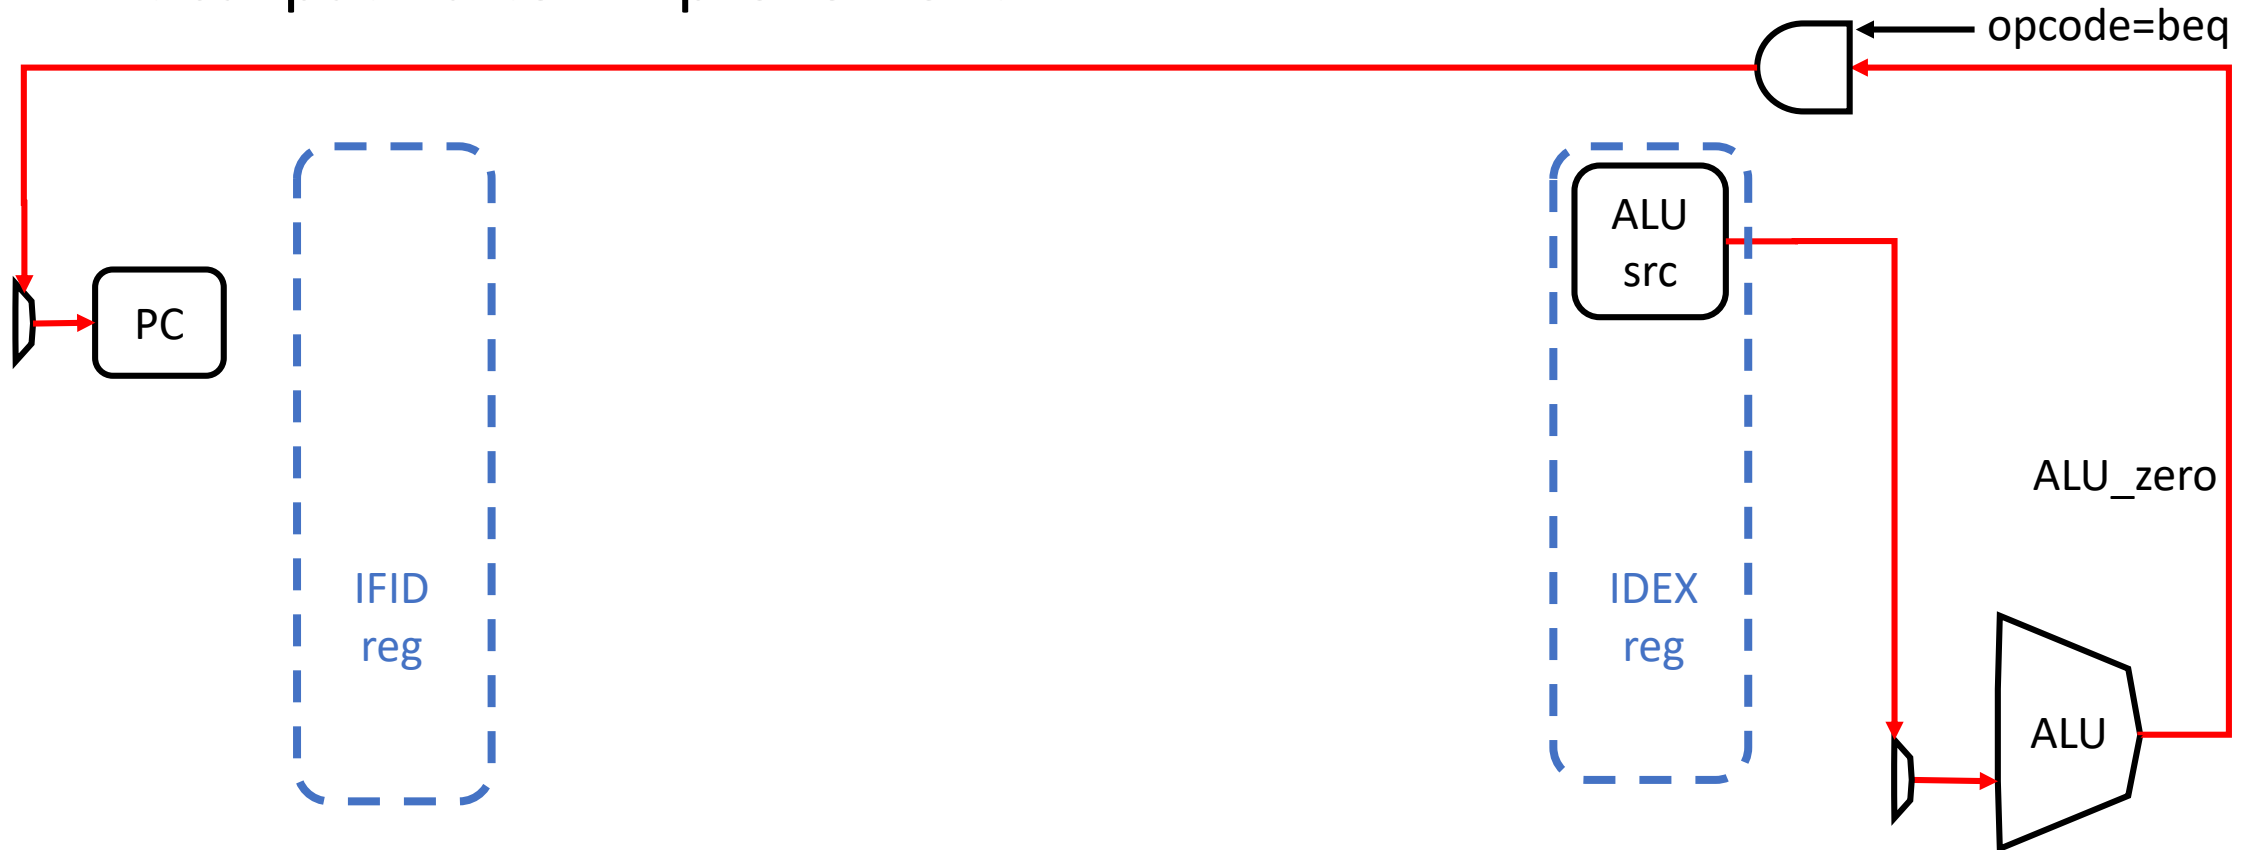 opcode=beq
ALU
src
PC
ALU_zero
IFID
reg
IDEX
reg
ALU